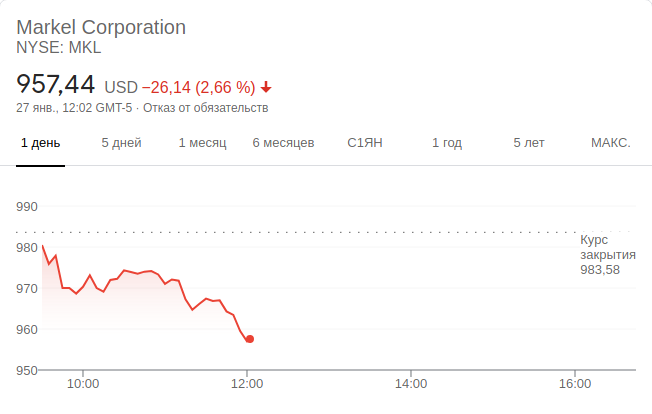 Markel Corporation
NYSE: MKL
957,44 USD −26,14 (2,66 %)
27 янв., 12:02 GMT-5 · Отказ от обязательств
1 день 5 дней 1 месяц 6 месяцев С1ЯН 1 год 5 лет МАКС.
990
980
970
960
950
Курс
закрытия
983,58
10:00 12:00 14:00 16:00